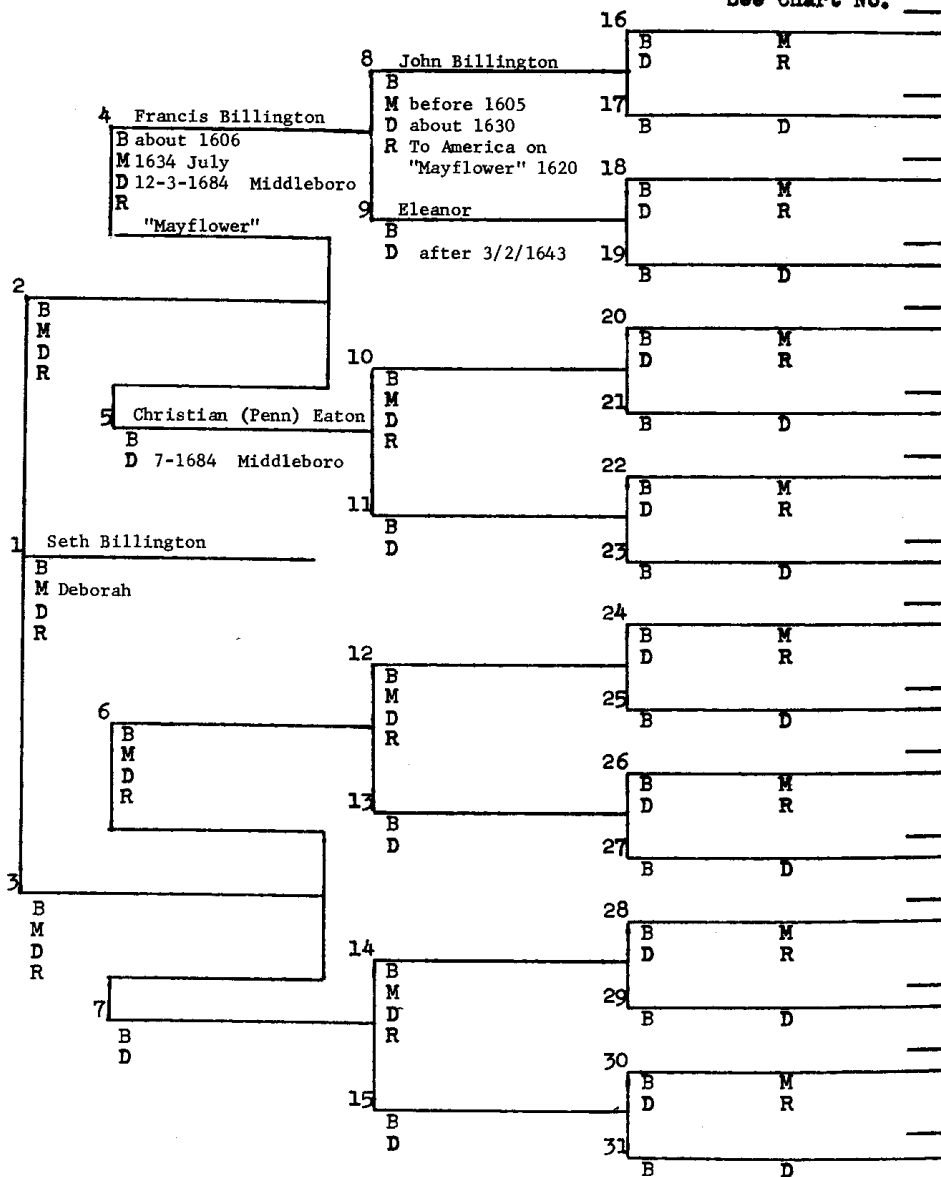 See Chart No.
16
B M
D R
8 John Billington
B
M before 1605
D about 1630
R To America on
"Mayflower" 1620
17
B D
4 Francis Billington
B about 1606
M 1634 July
D 12-3-1684 Middleboro
R
"Mayflower"
18
B M
D R
9 Eleanor
B
D after 3/2/1643
19
B D
2
B
M
D
R
20
B M
D R
10
B
M
D
R
21
B D
5 Christian (Penn) Eaton
B
D 7-1684 Middleboro
22
B M
D R
11
B
D
23
B D
1 Seth Billington
B
M Deborah
D
R
24
B M
D R
12
B
M
D
R
25
B D
6
B
M
D
R
26
B M
D R
13
B
D
27
B D
3
B
M
D
R
28
B M
D R
14
B
M
D
R
29
B D
7
B
D
30
B M
D R
15
B
D
31
B D